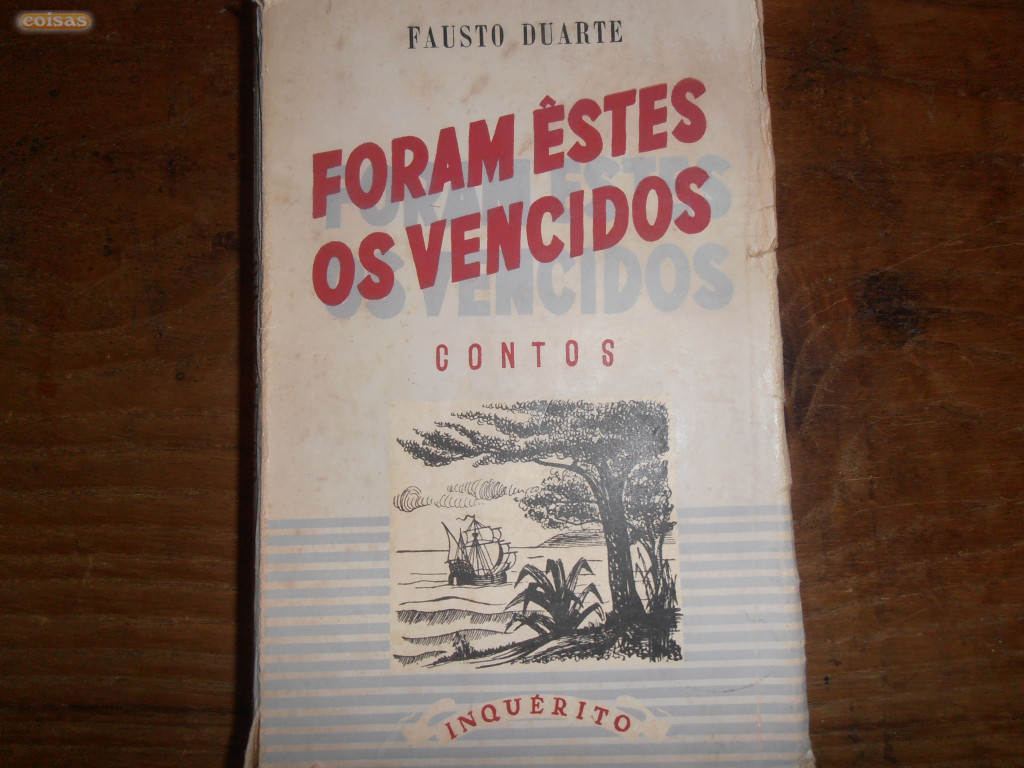 coisas
FAUSTO DUARTE
FORAM ÊSTES
OS VENCIDOS
CONTOS
INQUÉRITO